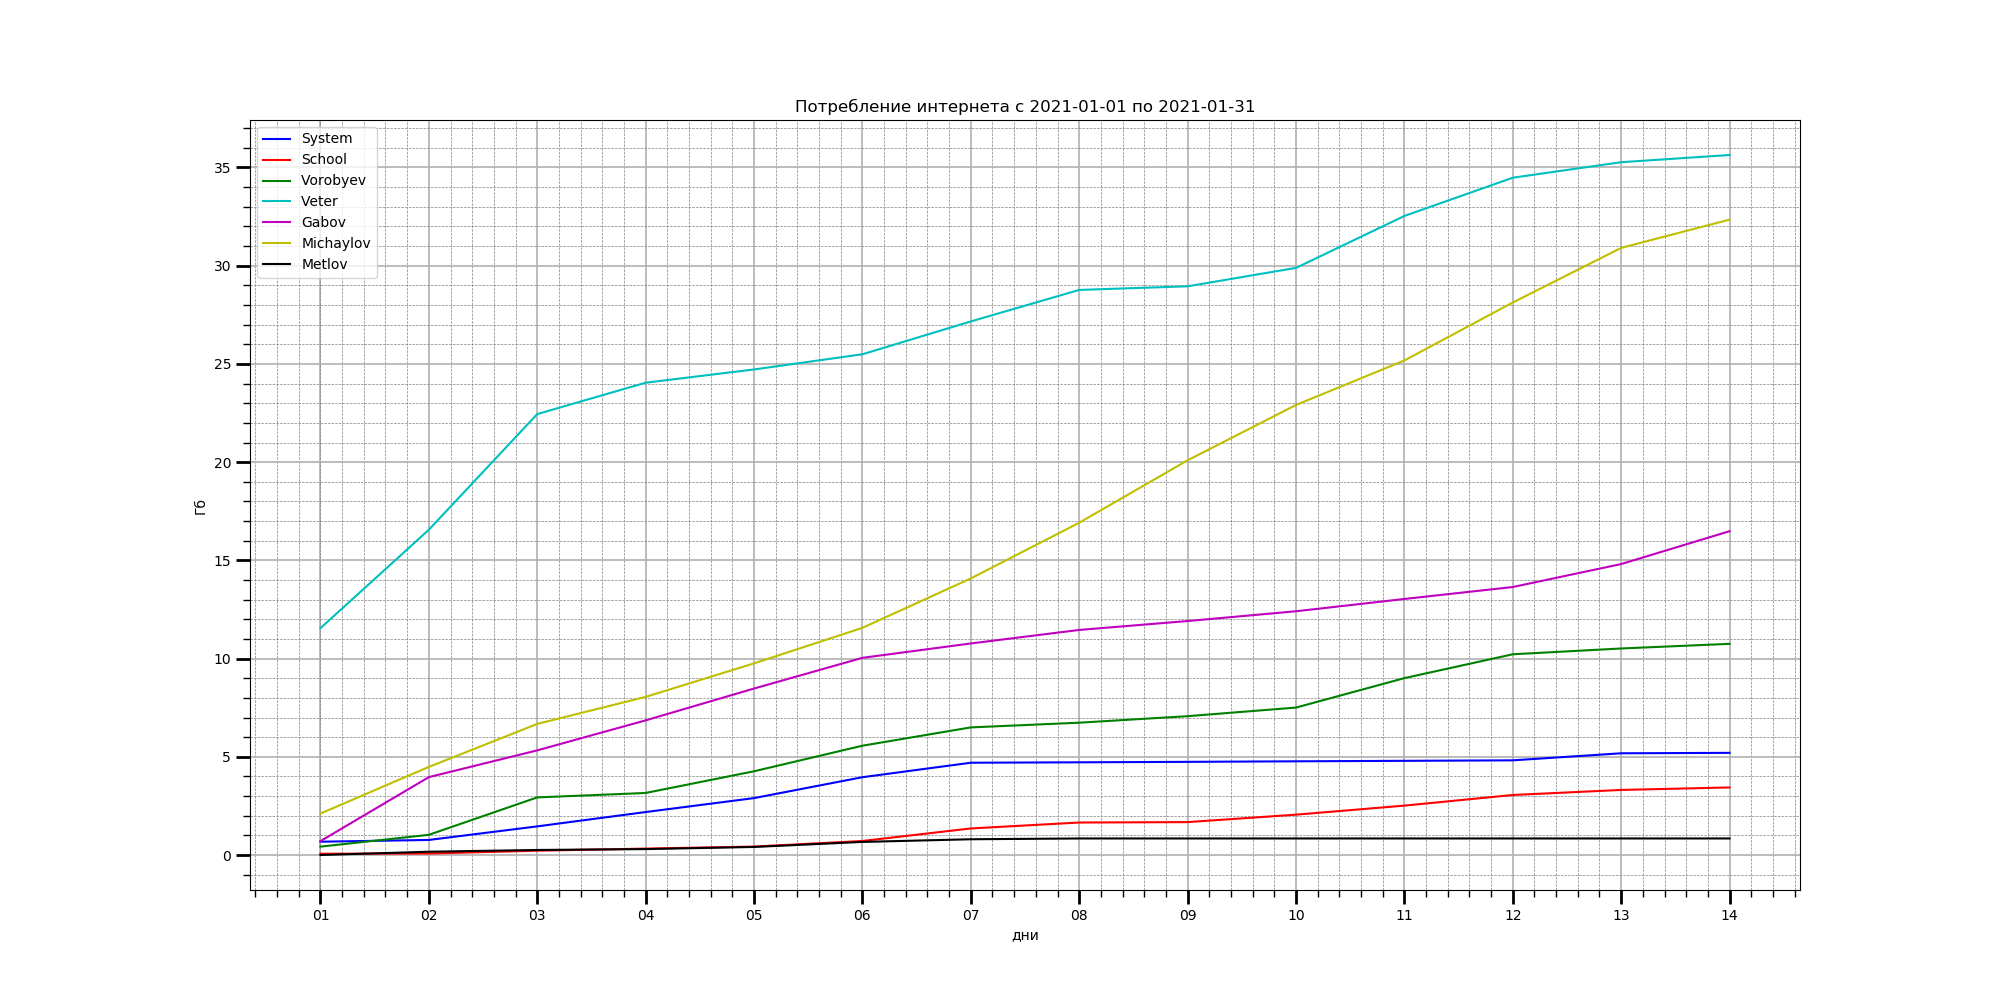 Потребление интернета с 2021-01-01 по 2021-01-31
System
School
Vorobyev
Veter
Gabov
Michaylov
Metlov
35
30
25
20
15
10
5
0
Гб
01 02 03 04 05 06 07 08 09 10 11 12 13 14
дни